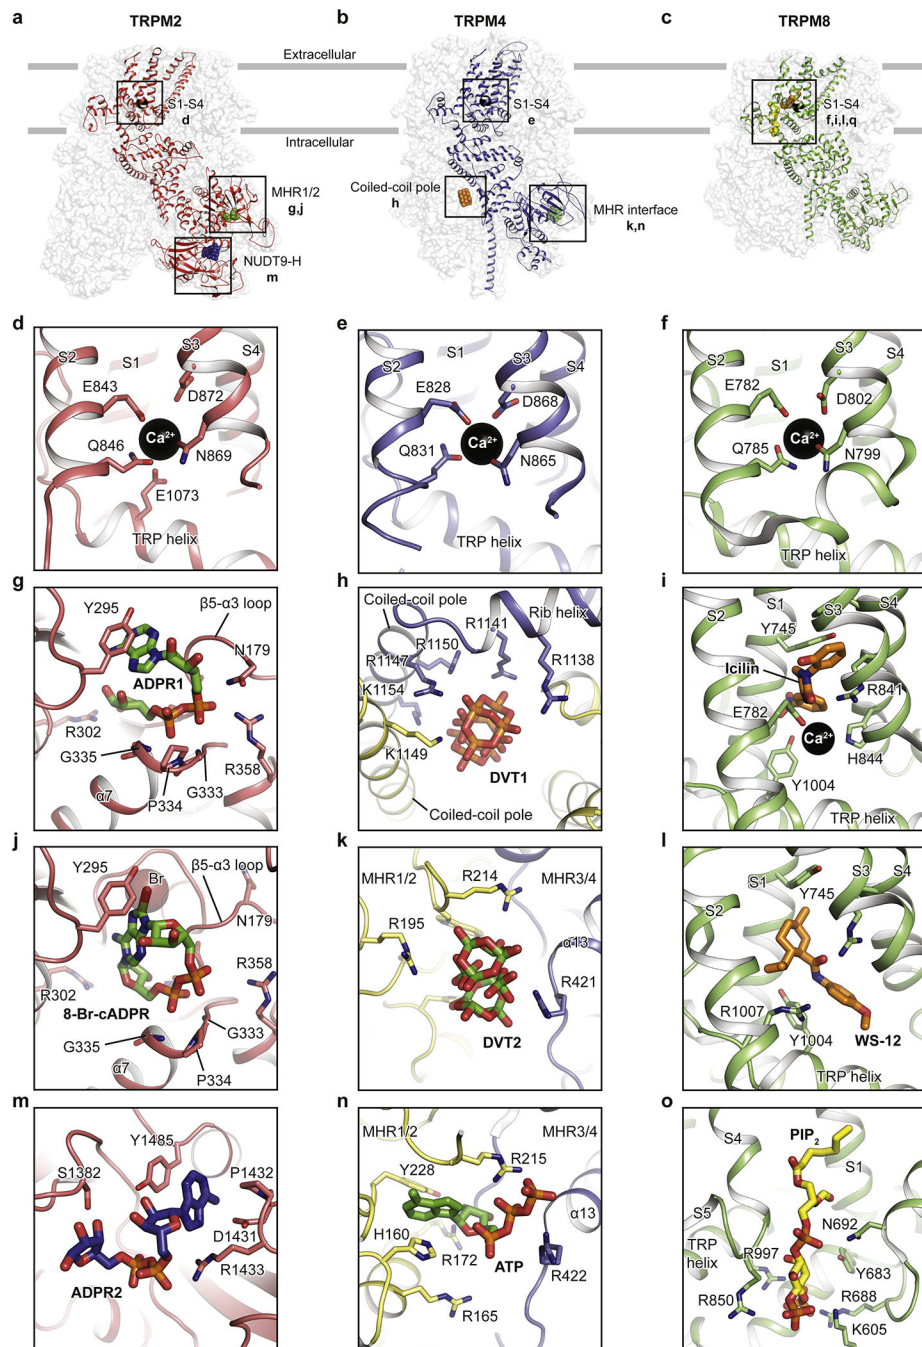 a
TRPM2
b
TRPM4
c
TRPM8
Extracellular
S1-S4
d
S1-S4
e
S1-S4
f,i,l,q
Intracellular
MHR1/2
g,j
NUDT9-H
m
Coiled-coil pole
h
MHR interface
k,n
d
S2
S1
S3
S4
E843
D872
Ca2+
Q846
N869
E1073
TRP helix
e
S2
S1
S3
S4
E828
D868
Ca2+
Q831
N865
TRP helix
f
S2
S1
S3
S4
E782
D802
Ca2+
Q785
N799
TRP helix
g
Y295
β5-α3 loop
N179
ADPR1
R302
G335
R358
α7
P334
G333
h
Coiled-coil pole
Rib helix
R1141
R1150
R1147
R1138
K1154
K1149
DVT1
Coiled-coil pole
i
S1
S2
S3
S4
Y745
Icilin
R841
E782
Ca2+
H844
Y1004
TRP helix
j
Y295
Br
β5-α3 loop
N179
R302
R358
8-Br-cADPR
G335
G333
α7
P334
k
MHR1/2
R214
MHR3/4
R195
α13
R421
DVT2
l
S1
S2
Y745
S3
S4
R1007
Y1004
WS-12
TRP helix
m
Y1485
S1382
P1432
D1431
R1433
ADPR2
n
MHR1/2
MHR3/4
Y228
R215
α13
H160
R172
ATP
R422
R165
o
S4
PIP2
S1
S5
N692
TRP
helix
R997
Y683
R850
R688
K605